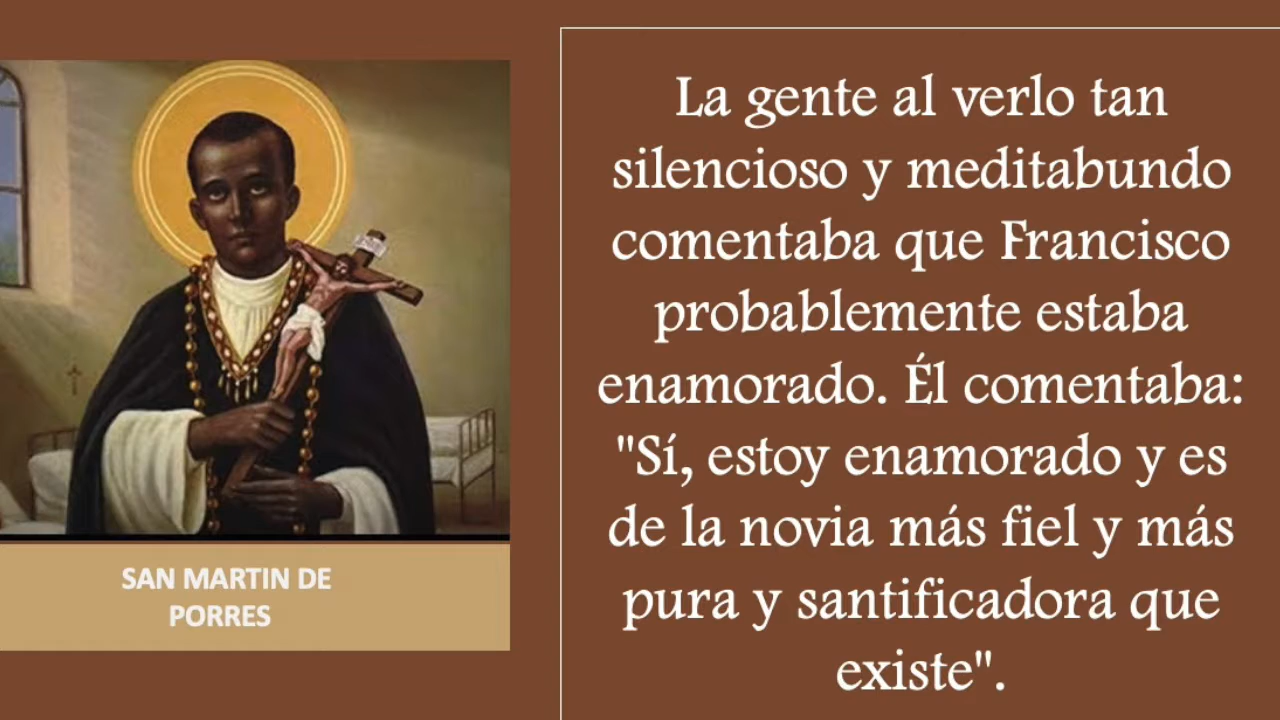 SAN MARTIN DE
PORRES
La gente al verlo tan
silencioso y meditabundo
comentaba que Francisco
probablemente estaba
enamorado. Él comentaba:
"Sí, estoy enamorado y es
de la novia más fiel y más
pura y santificadora que
existe".